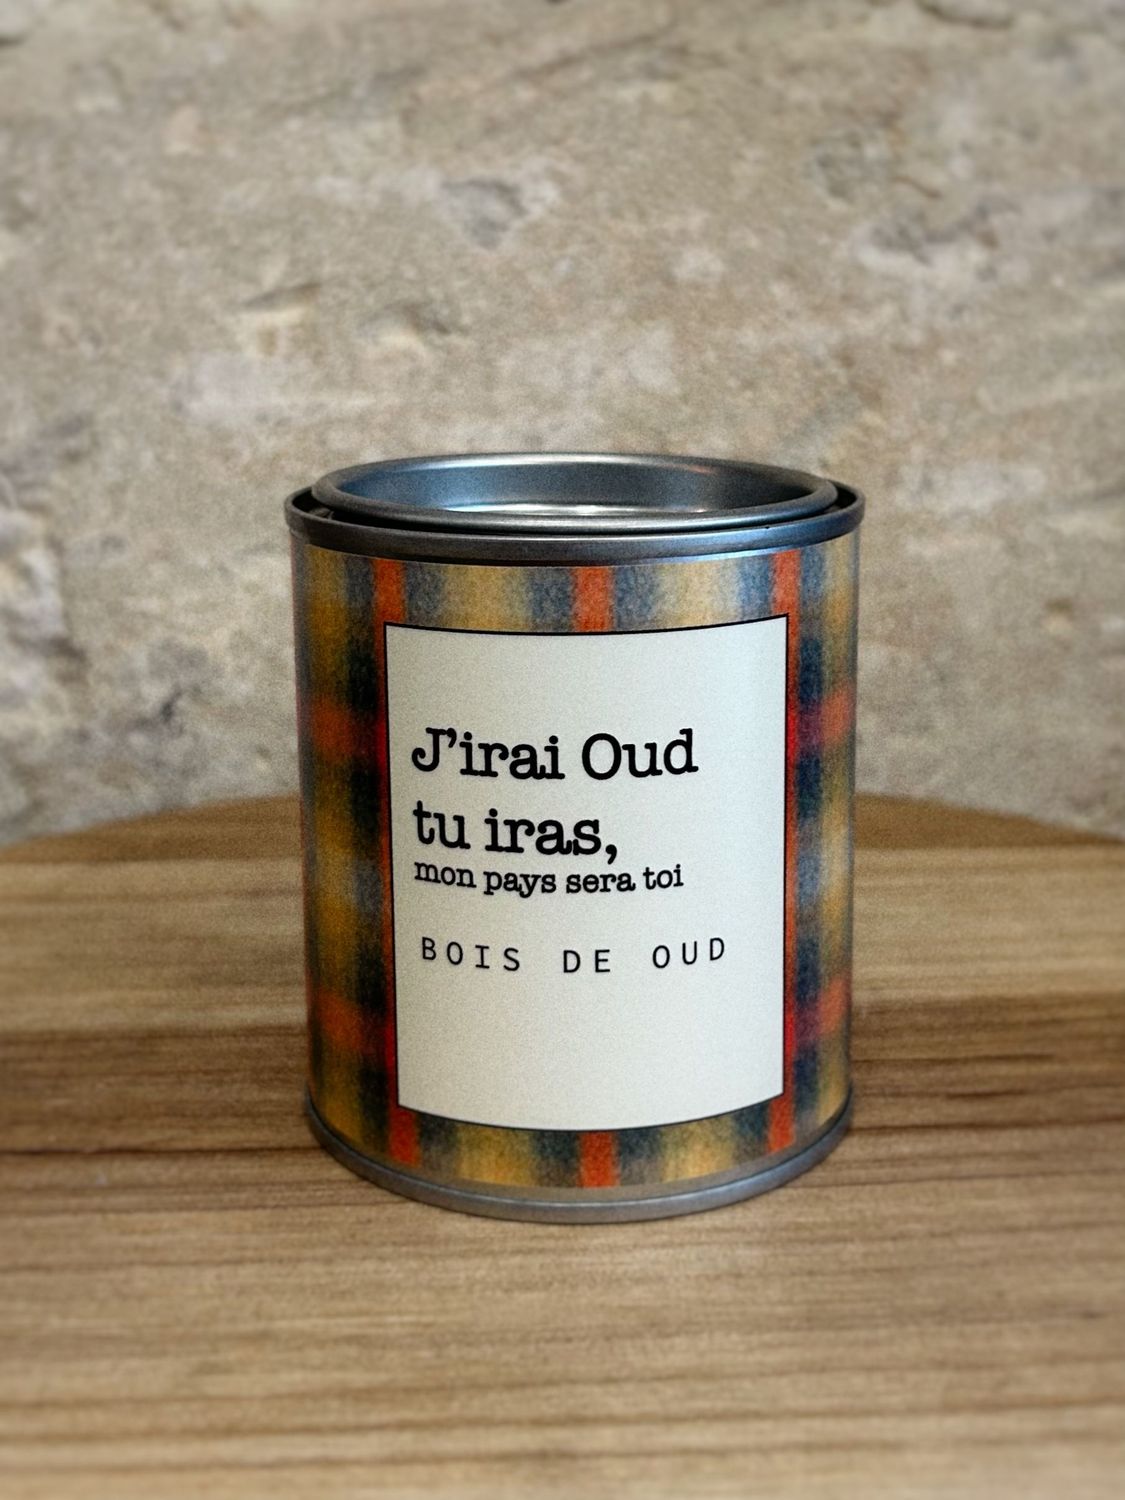 J'irai Oud
tu iras,
mon pays sera toi
BOIS DE OUD